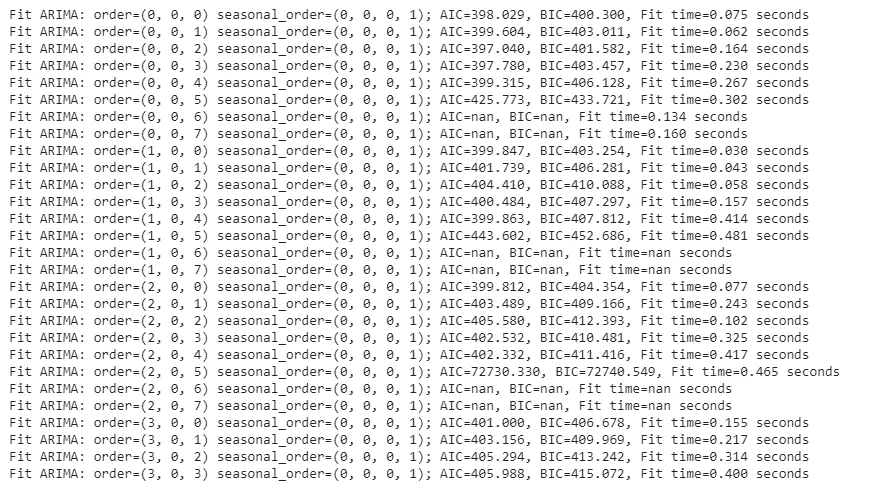 Fit ARIMA: order=(0, 0, 0) seasonal_order=(0, 0, 0, 1); AIC=398.029, BIC=400.300, Fit time=0.075 seconds
Fit ARIMA: order=(0, 0, 1) seasonal_order=(0, 0, 0, 1); AIC=399.604, BIC=403.011, Fit time=0.062 seconds
Fit ARIMA: order=(0, 0, 2) seasonal_order=(0, 0, 0, 1); AIC=397.040, BIC=401.582, Fit time=0.164 seconds
Fit ARIMA: order=(0, 0, 3) seasonal_order=(0, 0, 0, 1); AIC=397.780, BIC=403.457, Fit time=0.230 seconds
Fit ARIMA: order=(0, 0, 4) seasonal_order=(0, 0, 0, 1); AIC=399.315, BIC=406.128, Fit time=0.267 seconds
Fit ARIMA: order=(0, 0, 5) seasonal_order=(0, 0, 0, 1); AIC=425.773, BIC=433.721, Fit time=0.302 seconds
Fit ARIMA: order=(0, 0, 6) seasonal_order=(0, 0, 0, 1); AIC=nan, BIC=nan, Fit time=0.134 seconds
Fit ARIMA: order=(0, 0, 7) seasonal_order=(0, 0, 0, 1); AIC=nan, BIC=nan, Fit time=0.160 seconds
Fit ARIMA: order=(1, 0, 0) seasonal_order=(0, 0, 0, 1); AIC=399.847, BIC=403.254, Fit time=0.030 seconds
Fit ARIMA: order=(1, 0, 1) seasonal_order=(0, 0, 0, 1); AIC=401.739, BIC=406.281, Fit time=0.043 seconds
Fit ARIMA: order=(1, 0, 2) seasonal_order=(0, 0, 0, 1); AIC=404.410, BIC=410.088, Fit time=0.058 seconds
Fit ARIMA: order=(1, 0, 3) seasonal_order=(0, 0, 0, 1); AIC=400.484, BIC=407.297, Fit time=0.157 seconds
Fit ARIMA: order=(1, 0, 4) seasonal_order=(0, 0, 0, 1); AIC=399.863, BIC=407.812, Fit time=0.414 seconds
Fit ARIMA: order=(1, 0, 5) seasonal_order=(0, 0, 0, 1); AIC=443.602, BIC=452.686, Fit time=0.481 seconds
Fit ARIMA: order=(1, 0, 6) seasonal_order=(0, 0, 0, 1); AIC=nan, BIC=nan, Fit time=nan seconds
Fit ARIMA: order=(1, 0, 7) seasonal_order=(0, 0, 0, 1); AIC=nan, BIC=nan, Fit time=nan seconds
Fit ARIMA: order=(2, 0, 0) seasonal_order=(0, 0, 0, 1); AIC=399.812, BIC=404.354, Fit time=0.077 seconds
Fit ARIMA: order=(2, 0, 1) seasonal_order=(0, 0, 0, 1); AIC=403.489, BIC=409.166, Fit time=0.243 seconds
Fit ARIMA: order=(2, 0, 2) seasonal_order=(0, 0, 0, 1); AIC=405.580, BIC=412.393, Fit time=0.102 seconds
Fit ARIMA: order=(2, 0, 3) seasonal_order=(0, 0, 0, 1); AIC=402.532, BIC=410.481, Fit time=0.325 seconds
Fit ARIMA: order=(2, 0, 4) seasonal_order=(0, 0, 0, 1); AIC=402.332, BIC=411.416, Fit time=0.417 seconds
Fit ARIMA: order=(2, 0, 5) seasonal_order=(0, 0, 0, 1); AIC=72730.330, BIC=72740.549, Fit time=0.465 seconds
Fit ARIMA: order=(2, 0, 6) seasonal_order=(0, 0, 0, 1); AIC=nan, BIC=nan, Fit time=nan seconds
Fit ARIMA: order=(2, 0, 7) seasonal_order=(0, 0, 0, 1); AIC=nan, BIC=nan, Fit time=nan seconds
Fit ARIMA: order=(3, 0, 0) seasonal_order=(0, 0, 0, 1); AIC=401.000, BIC=406.678, Fit time=0.155 seconds
Fit ARIMA: order=(3, 0, 1) seasonal_order=(0, 0, 0, 1); AIC=403.156, BIC=409.969, Fit time=0.217 seconds
Fit ARIMA: order=(3, 0, 2) seasonal_order=(0, 0, 0, 1); AIC=405.294, BIC=413.242, Fit time=0.314 seconds
Fit ARIMA: order=(3, 0, 3) seasonal_order=(0, 0, 0, 1); AIC=405.988, BIC=415.072, Fit time=0.400 seconds